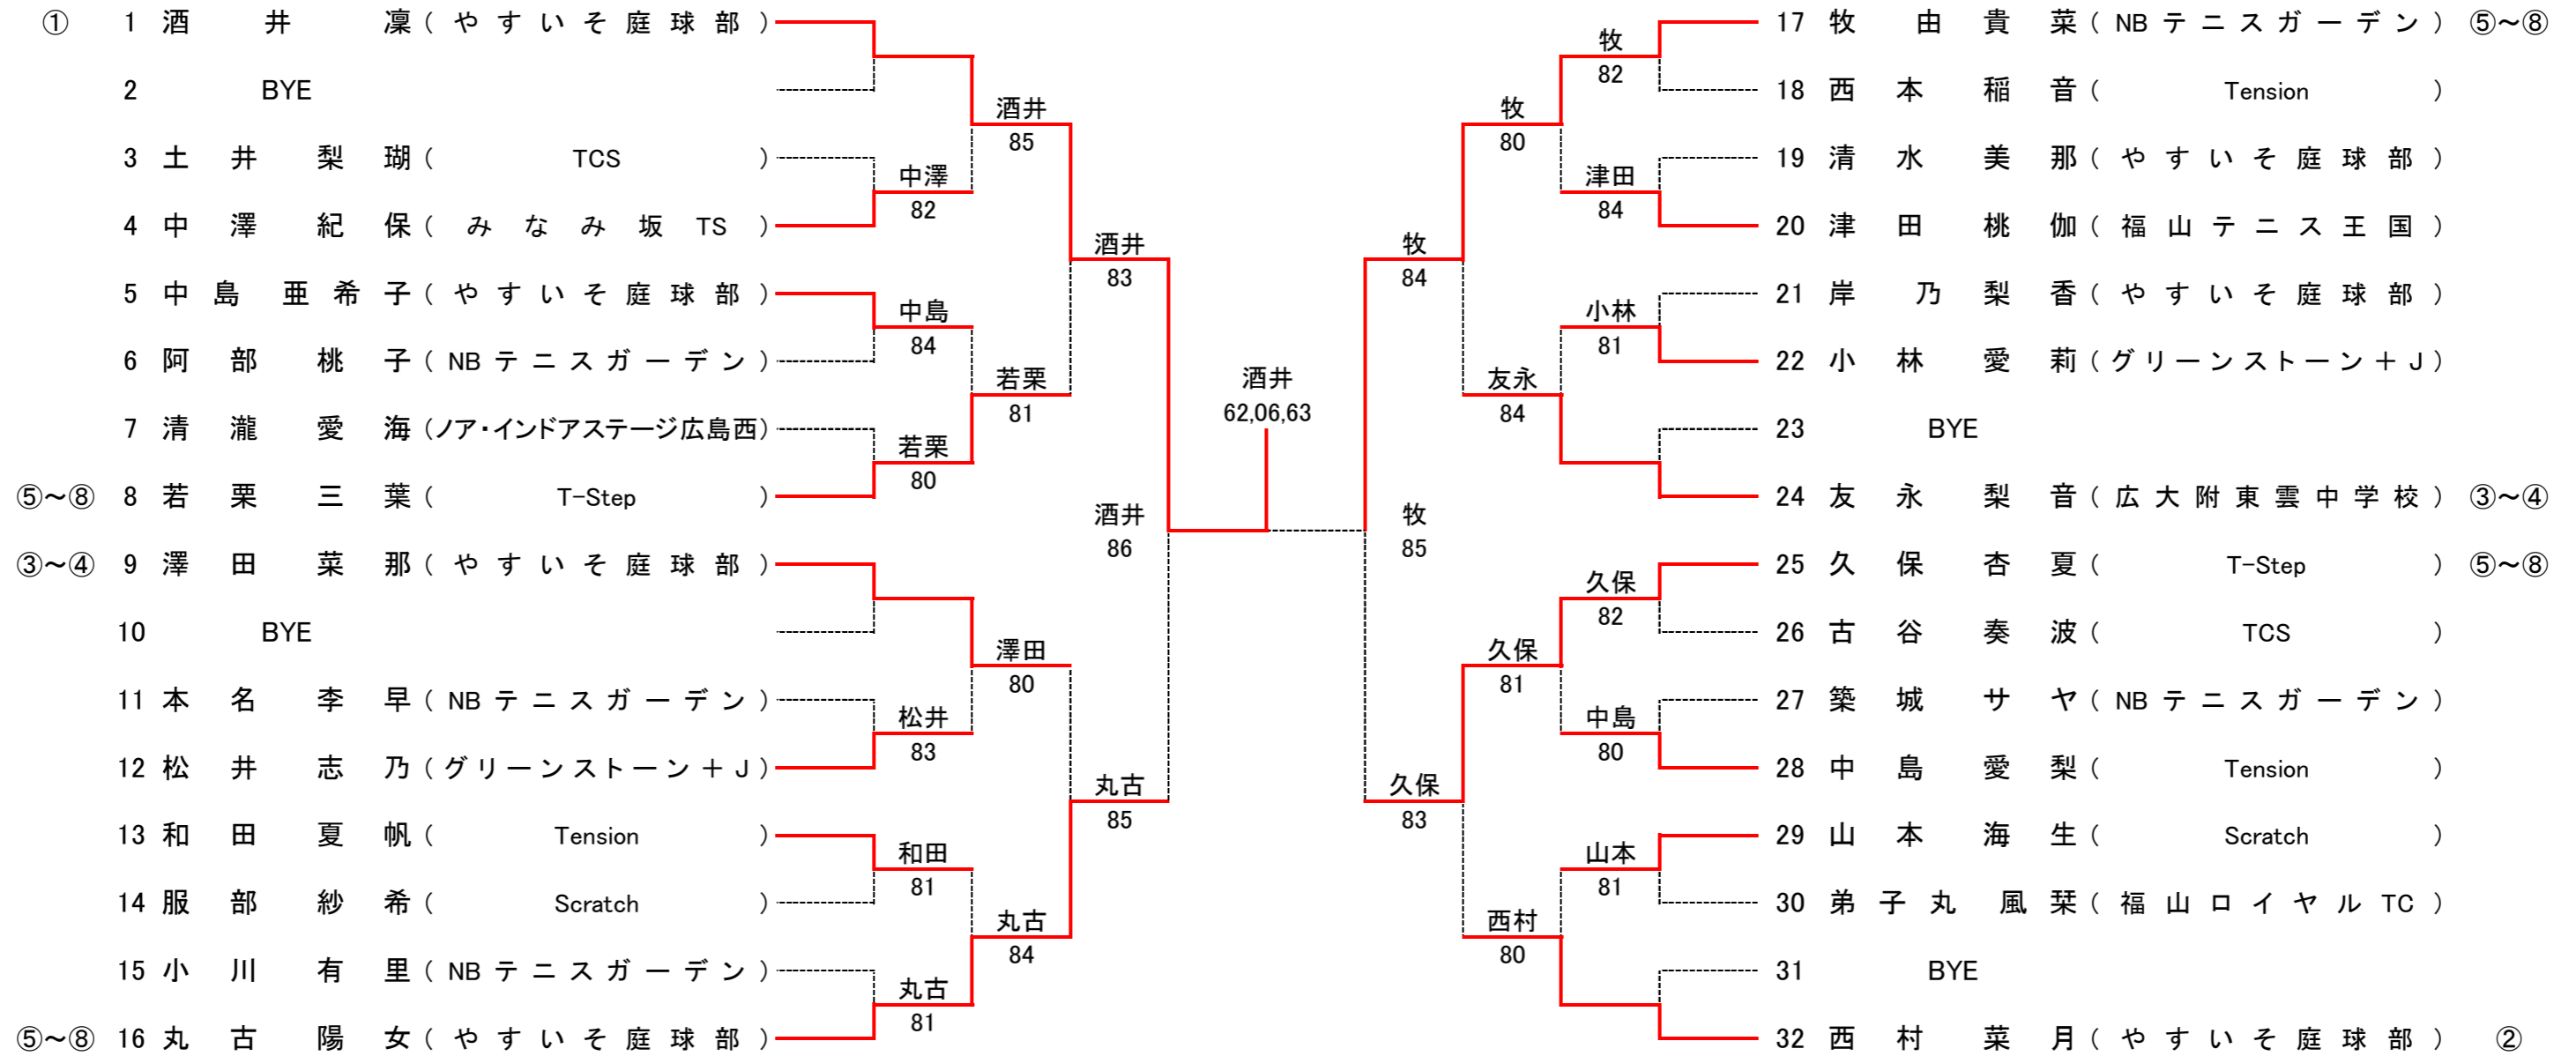 ① 1 酒井 凜(やすいそ庭球部)
2 BYE
3 土井 梨瑚(TCS)
4 中澤 紀保(みなみ坂TS)
5 中島 亜希子(やすいそ庭球部)
6 阿部 桃子(NBテニスガーデン)
7 清瀧 愛海(ノア・インドアステージ広島西)
⑤~⑧ 8 若栗 三葉(T-Step)
③~④ 9 澤田 菜那(やすいそ庭球部)
10 BYE
11 本名 李早(NBテニスガーデン)
12 松井 志乃(グリーンストーン+J)
13 和田 夏帆(Tension)
14 服部 紗希(Scratch)
15 小川 有里(NBテニスガーデン)
⑤~⑧ 16 丸古 陽女(やすいそ庭球部)
中澤
82
中島
84
若栗
80
松井
83
和田
81
丸古
81
酒井
85
若栗
81
澤田
80
丸古
84
酒井
83
丸古
85
酒井
86
酒井
62,06,63
牧
85
牧
84
久保
83
牧
80
友永
84
久保
81
西村
80
牧
82
津田
84
小林
81
久保
82
中島
80
山本
81
17 牧 由貴菜(NBテニスガーデン) ⑤~⑧
18 西本 稲音(Tension)
19 清水 美那(やすいそ庭球部)
20 津田 桃伽(福山テニス王国)
21 岸 乃梨香(やすいそ庭球部)
22 小林 愛莉(グリーンストーン+J)
23 BYE
24 友永 梨音(広大附東雲中学校) ③~④
25 久保 杏夏(T-Step) ⑤~⑧
26 古谷 奏波(TCS)
27 築城 サヤ(NBテニスガーデン)
28 中島 愛梨(Tension)
29 山本 海生(Scratch)
30 弟子丸 風栞(福山ロイヤルTC)
31 BYE
32 西村 菜月(やすいそ庭球部) ②